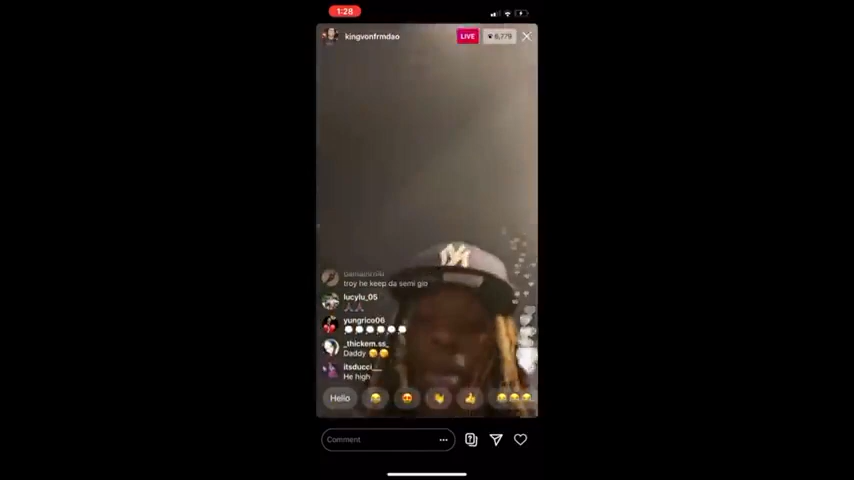 1:28
kingvonfrmdao
LIVE
6,779
troy he keep da semi glo
lucylu_05
yungrico06
_thickem.ss_
Daddy
itsducci__
He high
Hello
Comment